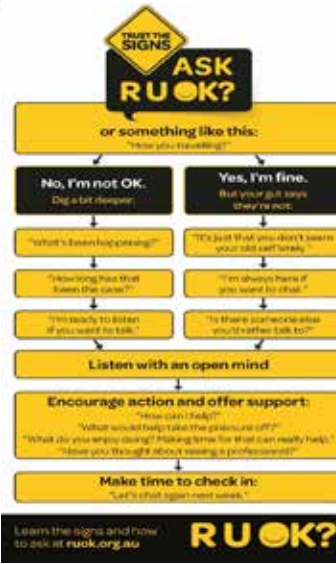 TRUST THE
SIGNS
ASK
R U OK?
or something like this:
"How you travelling?"
No, I'm not OK.
Dig a bit deeper:
Yes, I'm fine.
But your gut says
they're not:
"What's been happening?"
"It's just that you don't seem
your old self lately."
"How long has that
been the case?"
"I'm always here if
you want to chat."
"I'm ready to listen
if you want to talk."
"Is there someone else
you'd rather talk to?"
Listen with an open mind
Encourage action and offer support:
"How can I help?"
"What would help take the pressure off?"
"What do you enjoy doing? Making time for that can really help."
"Have you thought about seeing a professional?"
Make time to check in:
"Let's chat again next week."
Learn the signs and how
to ask at ruok.org.au
R U OK?